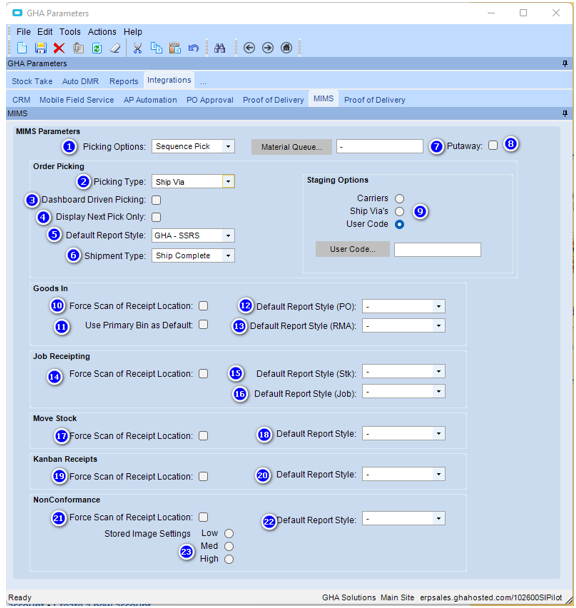 GHA Parameters
File Edit Tools Actions Help
GHA Parameters
Stock Take Auto DMR Reports Integrations ...
CRM Mobile Field Service AP Automation PO Approval Proof of Delivery MIMS Proof of Delivery
MIMS
MIMS Parameters
1 Picking Options: Sequence Pick Material Queue... - 7 Putaway: 8
Order Picking
2 Picking Type: Ship Via
3 Dashboard Driven Picking:
4 Display Next Pick Only:
5 Default Report Style: GHA - SSRS
6 Shipment Type: Ship Complete
Staging Options
Carriers
Ship Via's 9
User Code
User Code...
Goods In
10 Force Scan of Receipt Location: 12 Default Report Style (PO): -
11 Use Primary Bin as Default: 13 Default Report Style (RMA): -
Job Receipting
14 Force Scan of Receipt Location: 15 Default Report Style (Stk): -
16 Default Report Style (Job): -
Move Stock
17 Force Scan of Receipt Location: 18 Default Report Style: -
Kanban Receipts
19 Force Scan of Receipt Location: 20 Default Report Style: -
NonConformance
21 Force Scan of Receipt Location: 22 Default Report Style: -
Stored Image Settings Low
23 Med
High
Ready GHA Solutions Main Site erpsales.ghahosted.com/102600SIPilot
account • Create a new account